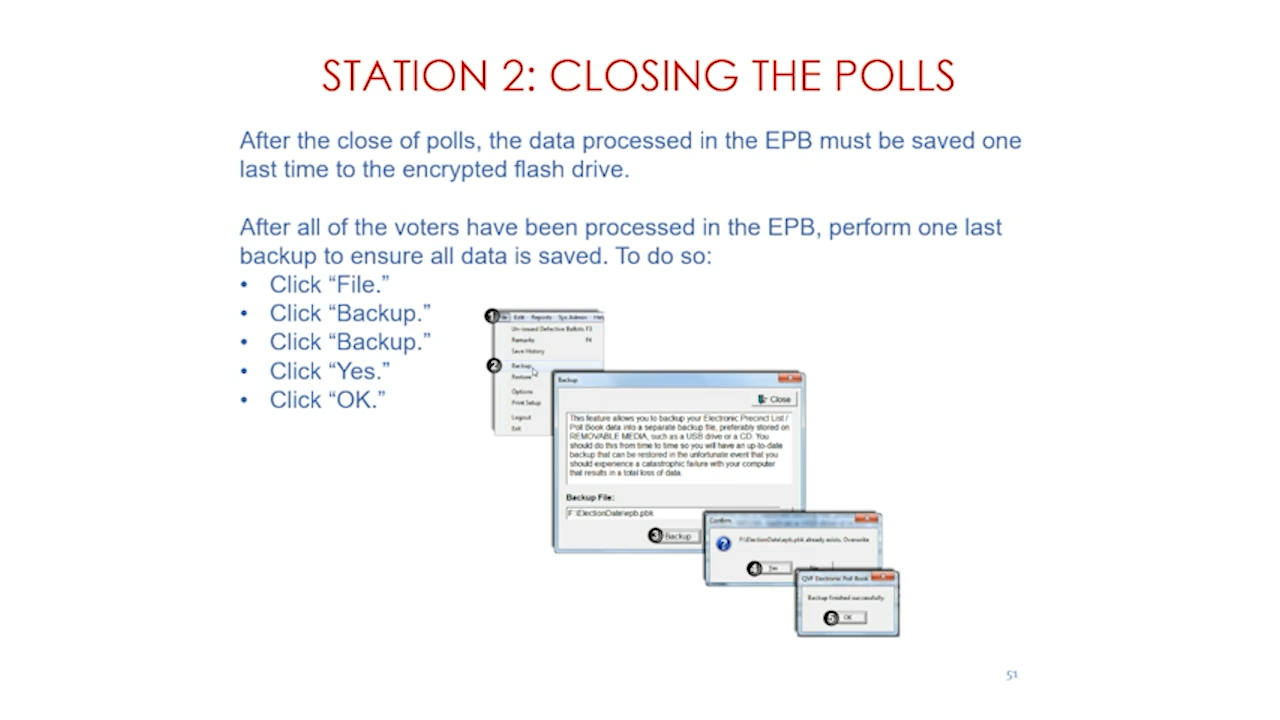 STATION 2: CLOSING THE POLLS
After the close of polls, the data processed in the EPB must be saved one
last time to the encrypted flash drive.
After all of the voters have been processed in the EPB, perform one last
backup to ensure all data is saved. To do so:
• Click “File.”
• Click “Backup.”
• Click “Backup.”
• Click “Yes.”
• Click “OK.”
1 Edit Reports Sys Admin
Un-issued Defective Ballots F3
Remarks
Save History
2 Backup
Restore
Options
Print Setup
Logout
Exit
Backup
Close
This feature allows you to backup your Electronic Precinct List /
Poll Book data into a separate backup file, preferably stored on
REMOVABLE MEDIA, such as a USB drive or a CD. You
should do this from time to time so you will have an up-to-date
backup that can be restored in the unfortunate event that you
should experience a catastrophic failure with your computer
that results in a total loss of data.
Backup File:
F:\ElectionDate\epb.pbk
3 Backup
Confirm
F:\ElectionDate\epb.pbk already exists, Overwrite
4 Yes
QVF Electronic Poll Book
Backup finished successfully.
5 OK
51